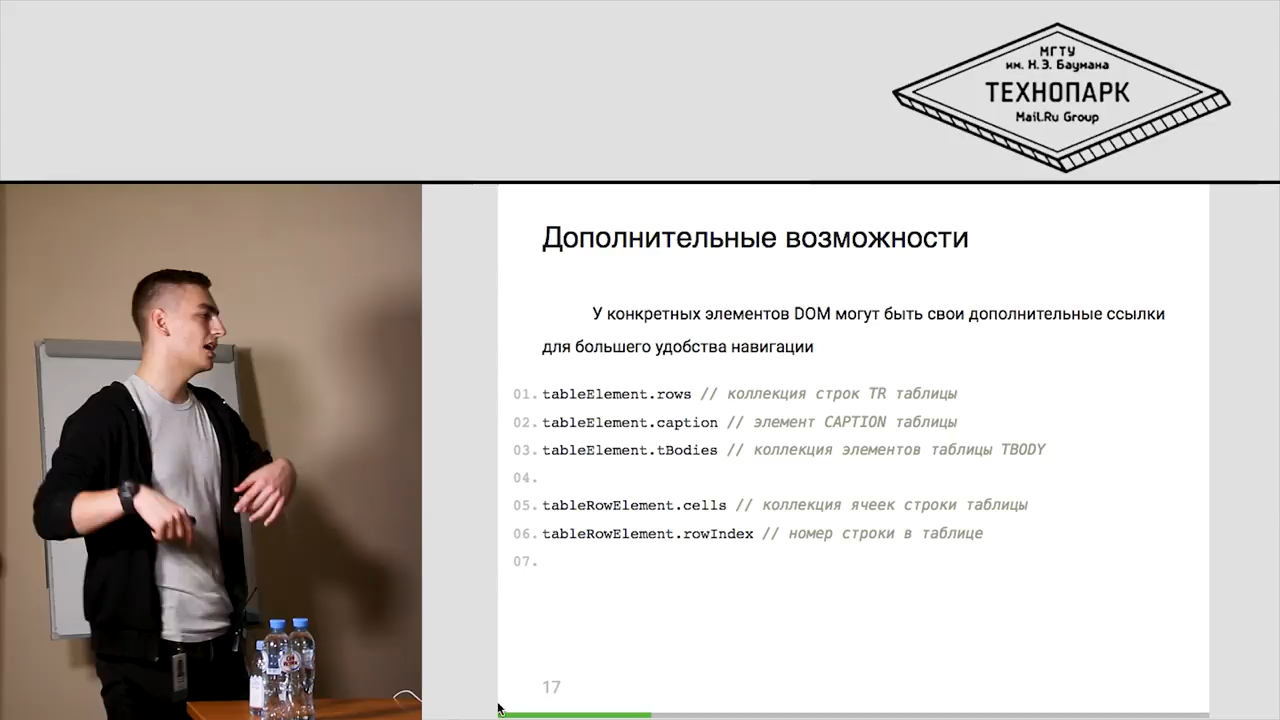 МГТУ
им. Н.Э. Баумана
ТЕХНОПАРК
Mail.Ru Group
Дополнительные возможности
У конкретных элементов DOM могут быть свои дополнительные ссылки
для большего удобства навигации
01. tableElement.rows // коллекция строк TR таблицы
02. tableElement.caption // элемент CAPTION таблицы
03. tableElement.tBodies // коллекция элементов таблицы TBODY
04.
05. tableRowElement.cells // коллекция ячеек строки таблицы
06. tableRowElement.rowIndex // номер строки в таблице
07.
17